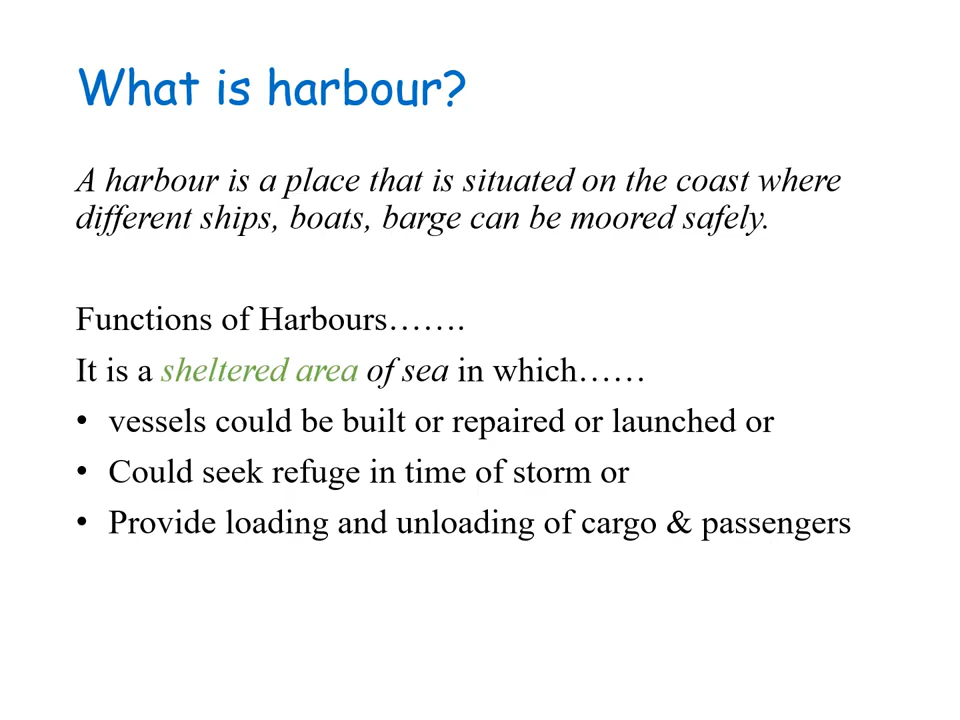 What is harbour?
A harbour is a place that is situated on the coast where
different ships, boats, barge can be moored safely.
Functions of Harbours…….
It is a sheltered area of sea in which……
• vessels could be built or repaired or launched or
• Could seek refuge in time of storm or
• Provide loading and unloading of cargo & passengers